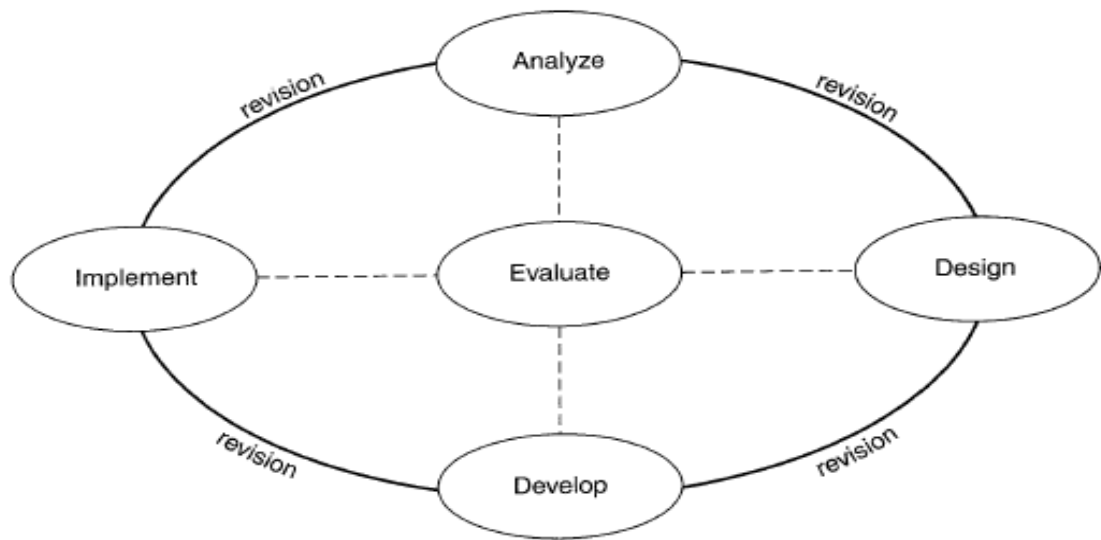 Analyze
revision
revision
Implement
Evaluate
Design
revision
revision
Develop